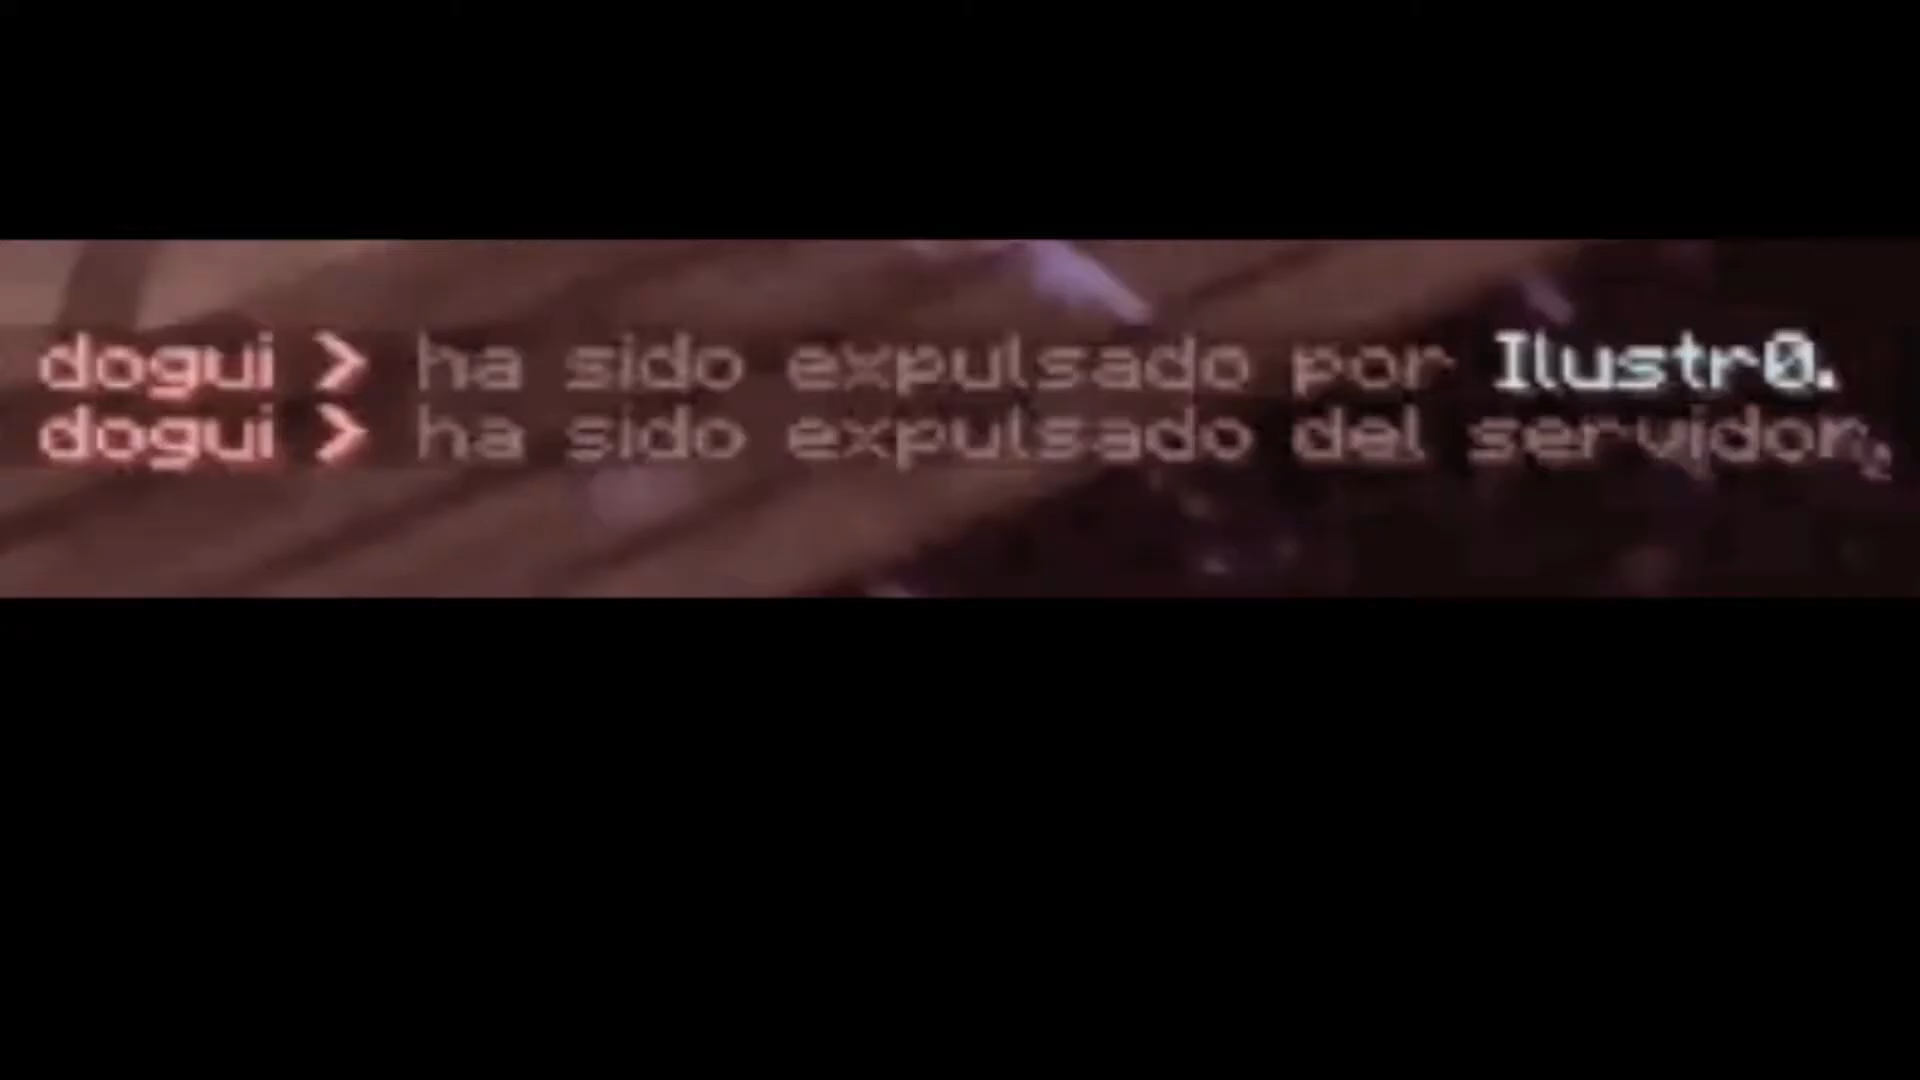 dogui > ha sido expulsado por Ilustr0.
dogui > ha sido expulsado del servidor.